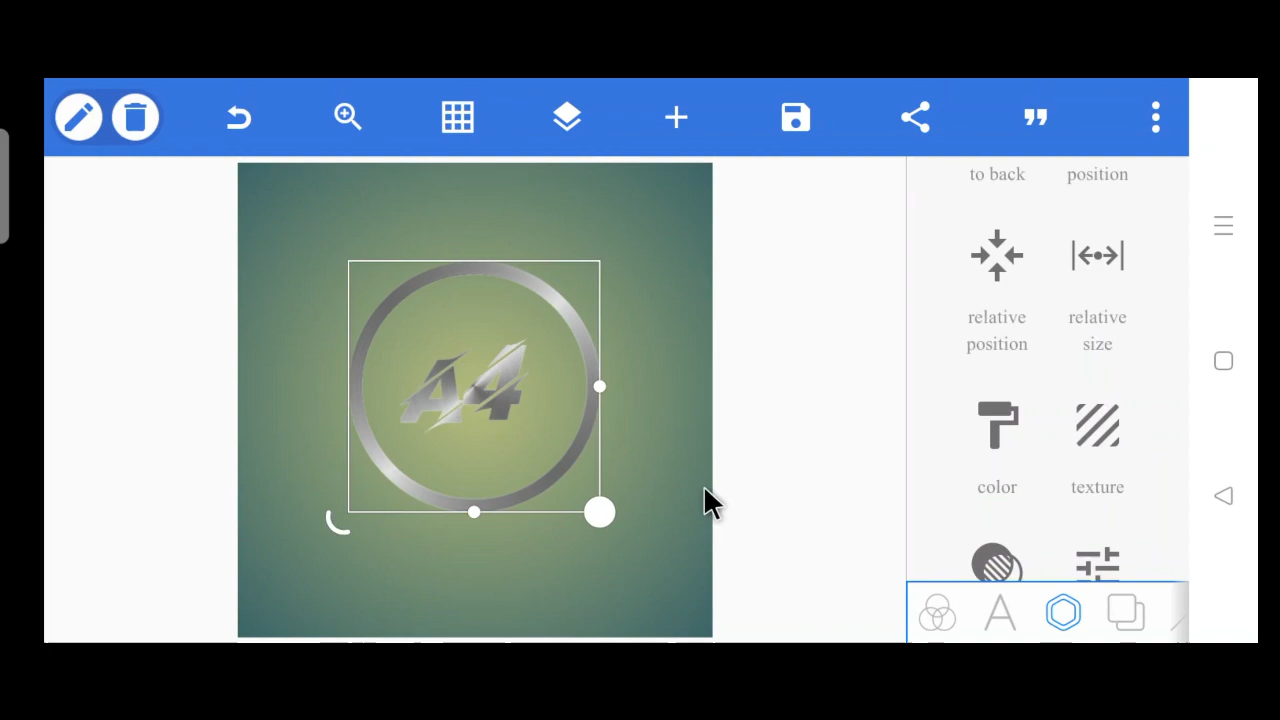 to back
position
relative
position
relative
size
color
texture
A4